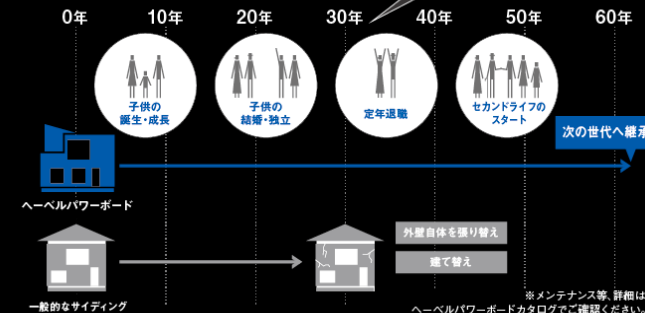 0年 10年 20年 30年 40年 50年 60年
子供の
誕生・成長
子供の
結婚・独立
定年退職
セカンドライフの
スタート
次の世代へ継承
ヘーベルパワーボード
外壁自体を張り替え
建て替え
一般的なサイディング
※メンテナンス等、詳細は
ヘーベルパワーボードカタログでご確認ください。